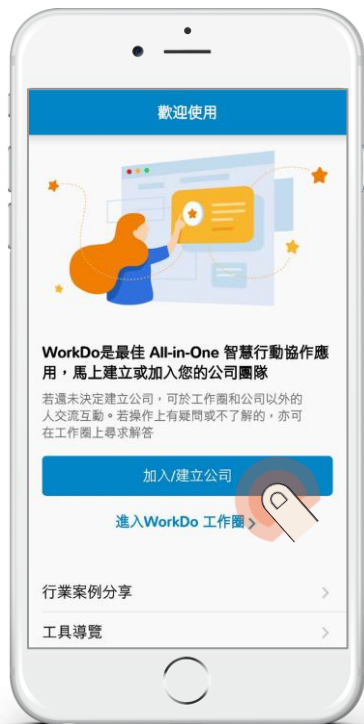 歡迎使用
WorkDo是最佳 All-in-One 智慧行動協作應
用，馬上建立或加入您的公司團隊
若還未決定建立公司，可於工作圈和公司以外的
人交流互動。若操作上有疑問或不了解的，亦可
在工作圈上尋求解答
加入/建立公司
進入WorkDo 工作圈
行業案例分享
工具導覽